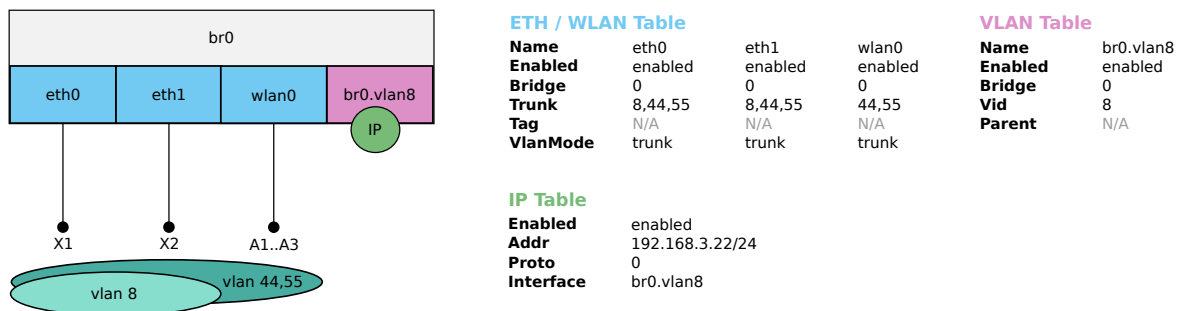 br0
eth0 eth1 wlan0 br0.vlan8
IP
X1 X2 A1..A3
vlan 44,55
vlan 8
ETH / WLAN Table
Name eth0 eth1 wlan0
Enabled enabled enabled enabled
Bridge 0 0 0
Trunk 8,44,55 8,44,55 44,55
Tag N/A N/A N/A
VlanMode trunk trunk trunk
VLAN Table
Name br0.vlan8
Enabled enabled
Bridge 0
Vid 8
Parent N/A
IP Table
Enabled enabled
Addr 192.168.3.22/24
Proto 0
Interface br0.vlan8